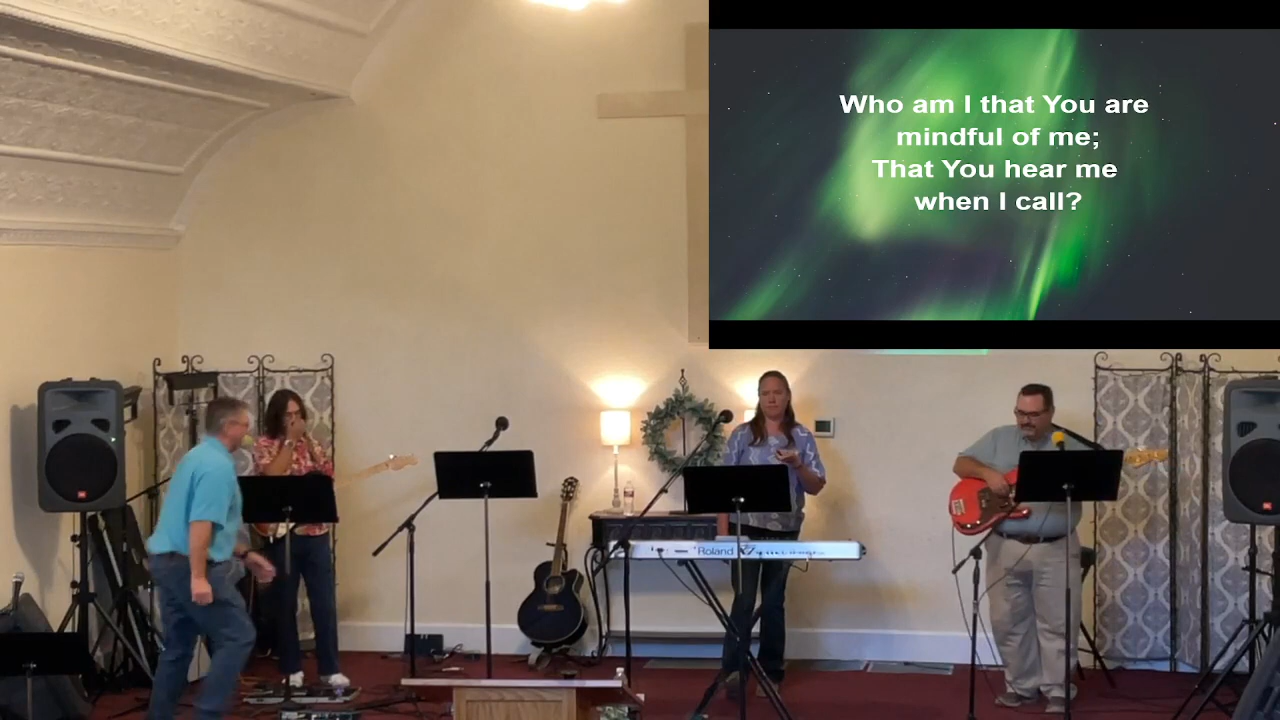 Who am I that You are
mindful of me;
That You hear me
when I call?
Roland